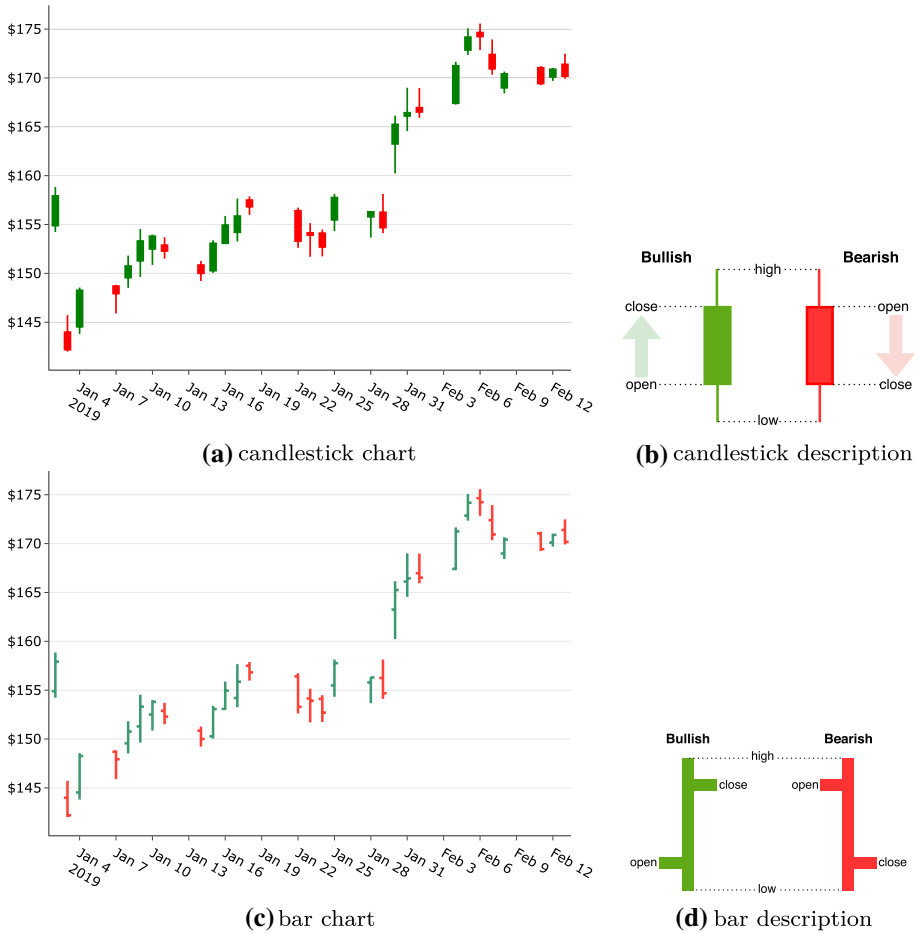 $175
$170
$165
$160
$155
$150
$145
Jan 4
2019
Jan 7
Jan 10
Jan 13
Jan 16
Jan 19
Jan 22
Jan 25
Jan 28
Jan 31
Feb 3
Feb 6
Feb 9
Feb 12
(a) candlestick chart
Bullish
Bearish
high
close
open
open
close
low
(b) candlestick description
$175
$170
$165
$160
$155
$150
$145
Jan 4
2019
Jan 7
Jan 10
Jan 13
Jan 16
Jan 19
Jan 22
Jan 25
Jan 28
Jan 31
Feb 3
Feb 6
Feb 9
Feb 12
(c) bar chart
Bullish
Bearish
high
close
open
open
close
low
(d) bar description